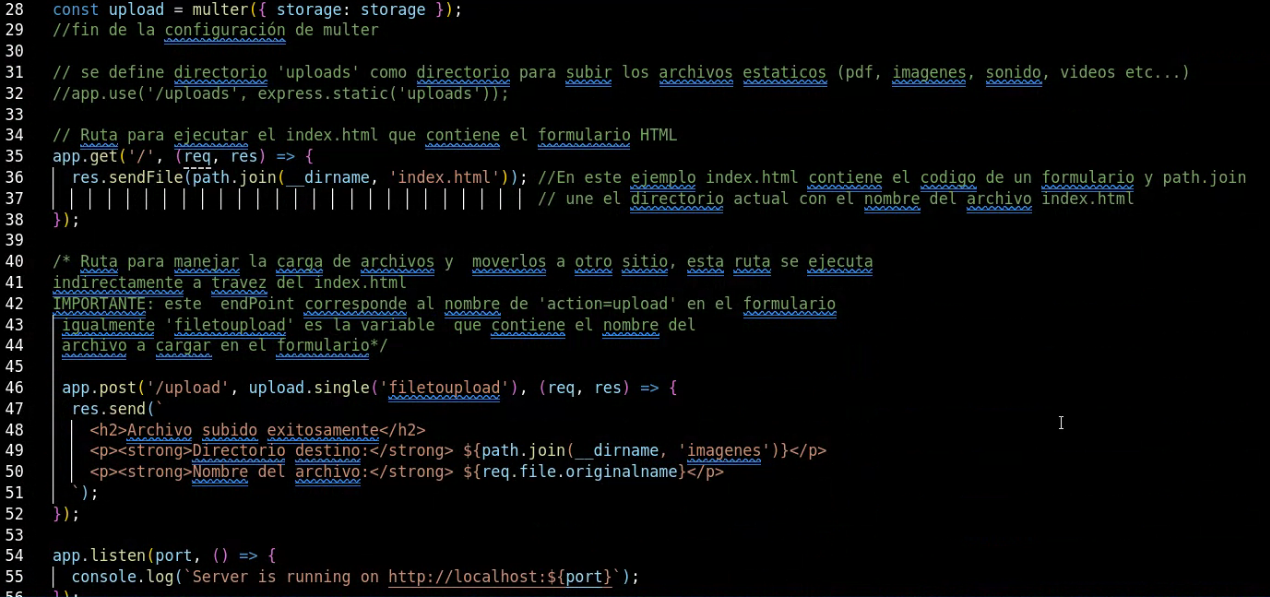 28 const upload = multer({ storage: storage });
29 //fin de la configuración de multer
30
31 // se define directorio 'uploads' como directorio para subir los archivos estaticos (pdf, imagenes, sonido, videos etc...)
32 //app.use('/uploads', express.static('uploads'));
33
34 // Ruta para ejecutar el index.html que contiene el formulario HTML
35 app.get('/', (req, res) => {
36 res.sendFile(path.join(__dirname, 'index.html')); //En este ejemplo index.html contiene el codigo de un formulario y path.join
37 // une el directorio actual con el nombre del archivo index.html
38 });
39
40 /* Ruta para manejar la carga de archivos y  moverlos a otro sitio, esta ruta se ejecuta
41 indirectamente a travez del index.html
42 IMPORTANTE: este  endPoint corresponde al nombre de 'action=upload' en el formulario
43 igualmente 'filetoupload' es la variable  que contiene el nombre del
44 archivo a cargar en el formulario*/
45
46 app.post('/upload', upload.single('filetoupload'), (req, res) => {
47 res.send(`
48 <h2>Archivo subido exitosamente</h2>
49 <p><strong>Directorio destino:</strong> ${path.join(__dirname, 'imagenes')}</p>
50 <p><strong>Nombre del archivo:</strong> ${req.file.originalname}</p>
51 `);
52 });
53
54 app.listen(port, () => {
55 console.log(`Server is running on http://localhost:${port}`);
56 });